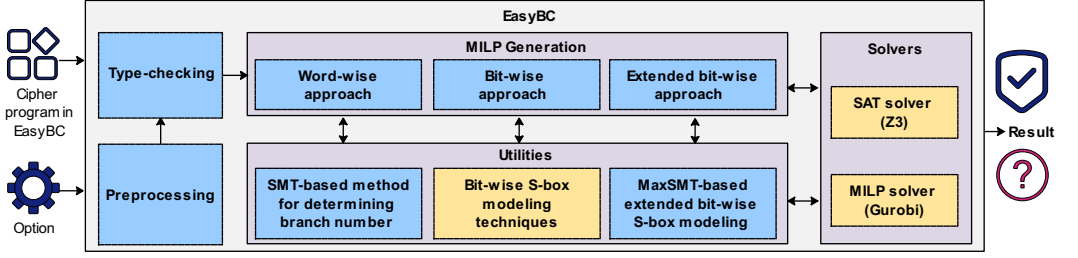 EasyBC
Cipher
program in
EasyBC
Option
Type-checking
Preprocessing
MILP Generation
Word-wise
approach
Bit-wise
approach
Extended bit-wise
approach
Utilities
SMT-based method
for determining
branch number
Bit-wise S-box
modeling
techniques
MaxSMT-based
extended bit-wise
S-box modeling
Solvers
SAT solver
(Z3)
MILP solver
(Gurobi)
Result
?